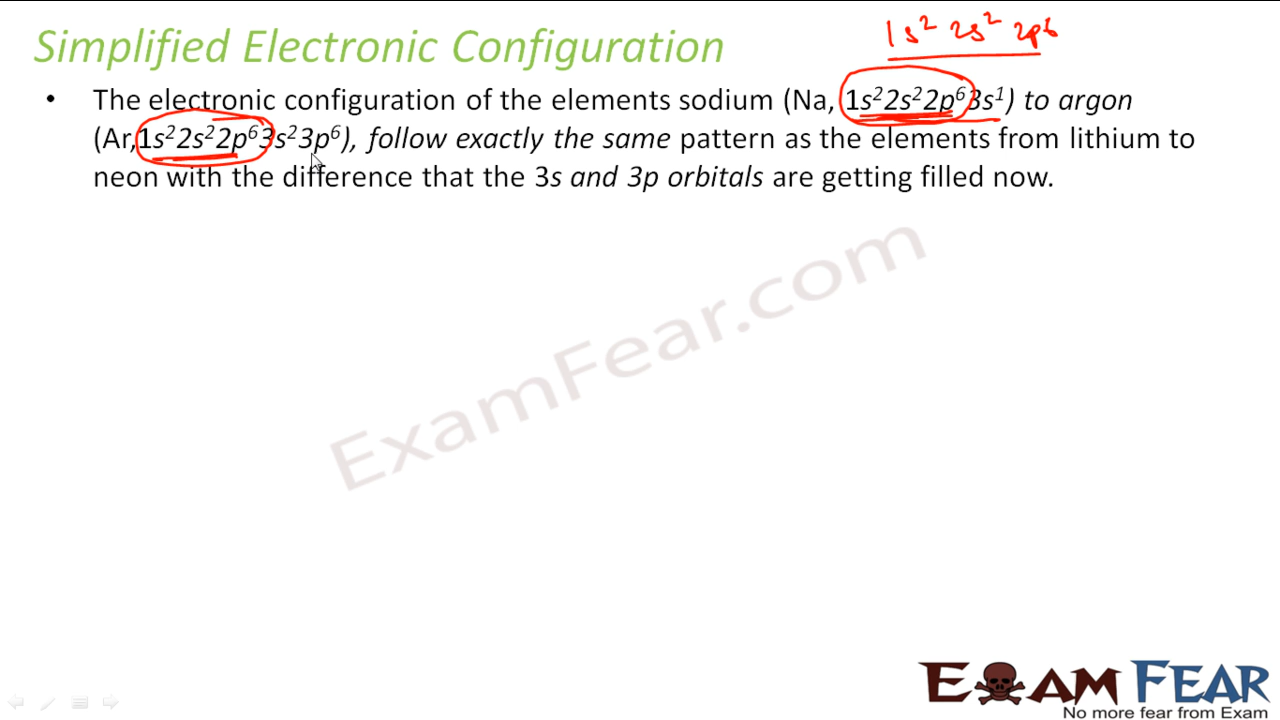 Simplified Electronic Configuration
1s² 2s² 2p⁶
• The electronic configuration of the elements sodium (Na, 1s²2s²2p⁶3s¹) to argon
(Ar,1s²2s²2p⁶3s²3p⁶), follow exactly the same pattern as the elements from lithium to
neon with the difference that the 3s and 3p orbitals are getting filled now.
ExamFear.com
EXAM FEAR
No more fear from Exam